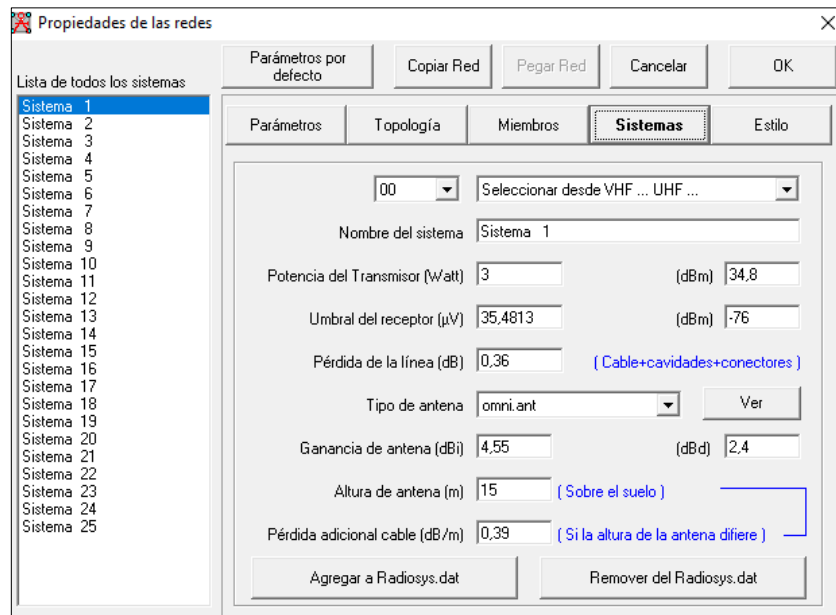 Propiedades de las redes
Parámetros por defecto
Copiar Red
Pegar Red
Cancelar
OK
Lista de todos los sistemas
Sistema 1
Sistema 2
Sistema 3
Sistema 4
Sistema 5
Sistema 6
Sistema 7
Sistema 8
Sistema 9
Sistema 10
Sistema 11
Sistema 12
Sistema 13
Sistema 14
Sistema 15
Sistema 16
Sistema 17
Sistema 18
Sistema 19
Sistema 20
Sistema 21
Sistema 22
Sistema 23
Sistema 24
Sistema 25
Parámetros
Topología
Miembros
Sistemas
Estilo
00 Seleccionar desde VHF ... UHF ...
Nombre del sistema Sistema 1
Potencia del Transmisor (Watt) 3 (dBm) 34,8
Umbral del receptor (µV) 35,4813 (dBm) -76
Pérdida de la línea (dB) 0,36 ( Cable+cavidades+conectores )
Tipo de antena omni.ant Ver
Ganancia de antena (dBi) 4,55 (dBd) 2,4
Altura de antena (m) 15 ( Sobre el suelo )
Pérdida adicional cable (dB/m) 0,39 ( Si la altura de la antena difiere )
Agregar a Radiosys.dat
Remover del Radiosys.dat